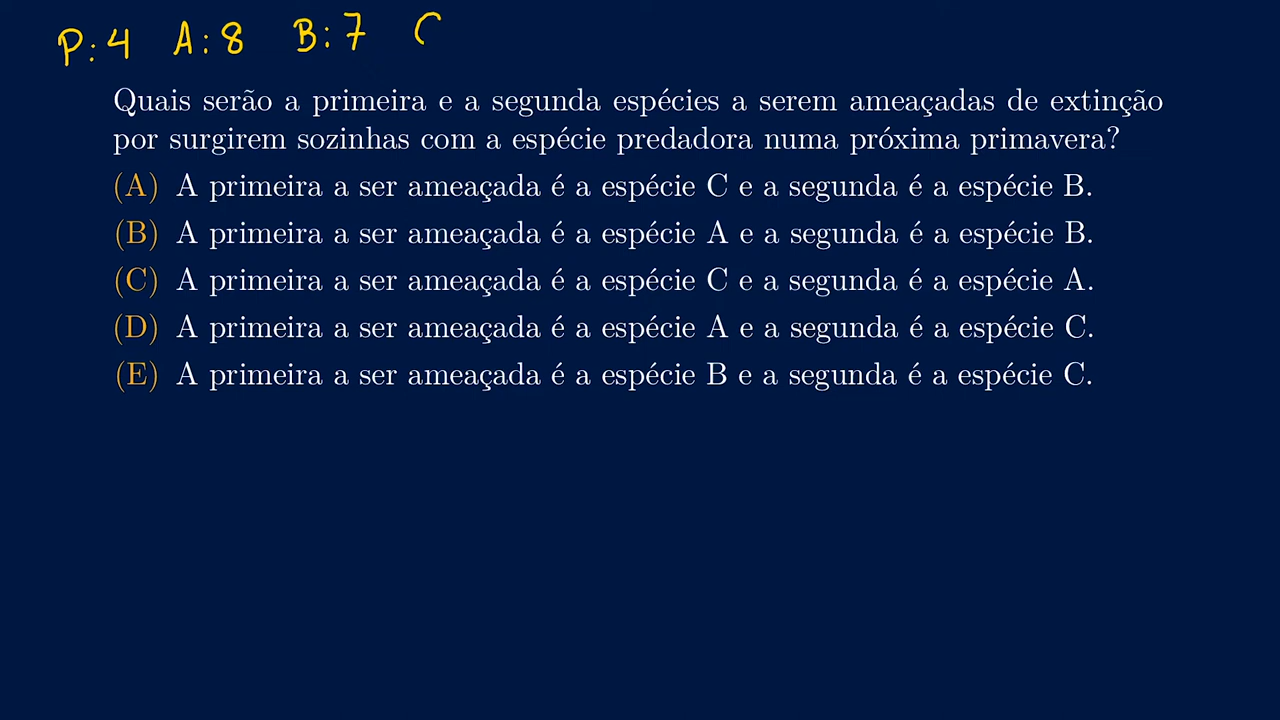 P:4 A:8 B:7 C
Quais serão a primeira e a segunda espécies a serem ameaçadas de extinção
por surgirem sozinhas com a espécie predadora numa próxima primavera?
(A) A primeira a ser ameaçada é a espécie C e a segunda é a espécie B.
(B) A primeira a ser ameaçada é a espécie A e a segunda é a espécie B.
(C) A primeira a ser ameaçada é a espécie C e a segunda é a espécie A.
(D) A primeira a ser ameaçada é a espécie A e a segunda é a espécie C.
(E) A primeira a ser ameaçada é a espécie B e a segunda é a espécie C.